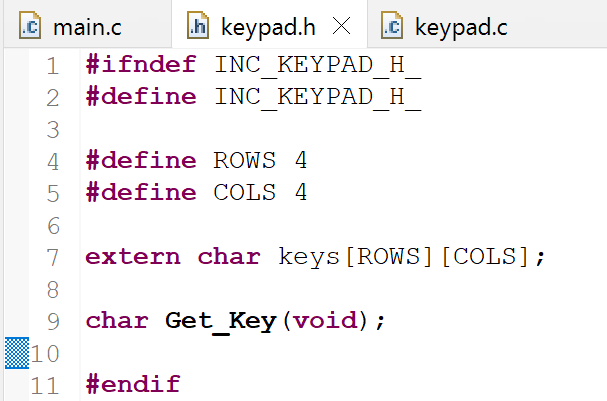 main.c keypad.h keypad.c
1 #ifndef INC_KEYPAD_H_
2 #define INC_KEYPAD_H_
3
4 #define ROWS 4
5 #define COLS 4
6
7 extern char keys[ROWS][COLS];
8
9 char Get_Key(void);
10
11 #endif